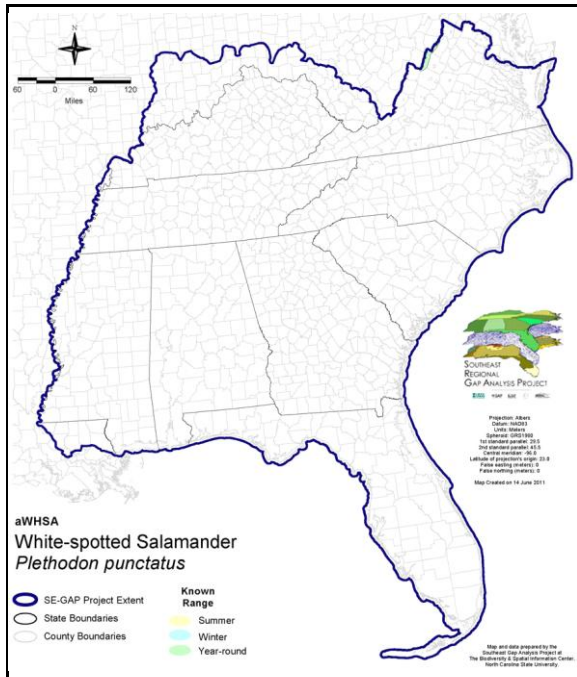 N
60 0 60 120
Miles
SOUTHEAST
REGIONAL
GAP ANALYSIS PROJECT
Projection: Albers
Datum: NAD83
Units: Meters
Spheroid: GRS1980
1st standard parallel: 29.5
2nd standard parallel: 45.5
Central meridian: -96.0
Latitude of projection's origin: 23.0
False easting (meters): 0
False northing (meters): 0
Map Created on 14 June 2011
aWHSA
White-spotted Salamander
Plethodon punctatus
SE-GAP Project Extent
State Boundaries
County Boundaries
Known
Range
Summer
Winter
Year-round
Map and data prepared by the
Southeast Gap Analysis Project at
The Biodiversity & Spatial Information Center,
North Carolina State University.